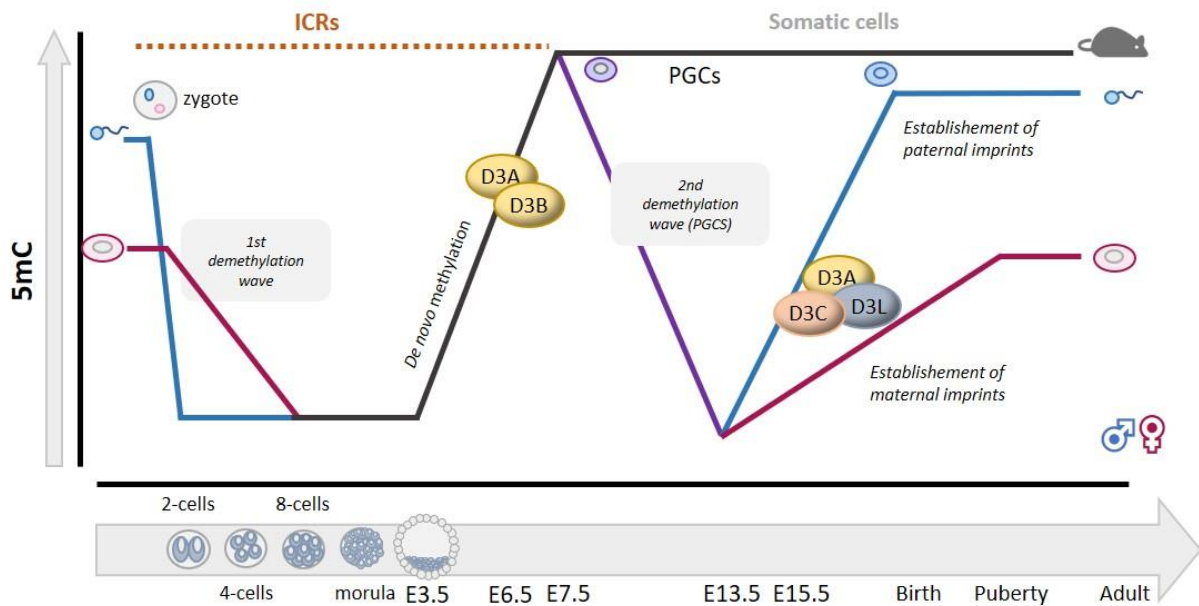 ICRs
Somatic cells
zygote
PGCs
Establishement of
paternal imprints
D3A
D3B
2nd
demethylation
wave (PGCS)
1st
demethylation
wave
5mC
De novo methylation
D3A
D3C
D3L
Establishement of
maternal imprints
2-cells
8-cells
4-cells
morula
E3.5
E6.5
E7.5
E13.5
E15.5
Birth
Puberty
Adult